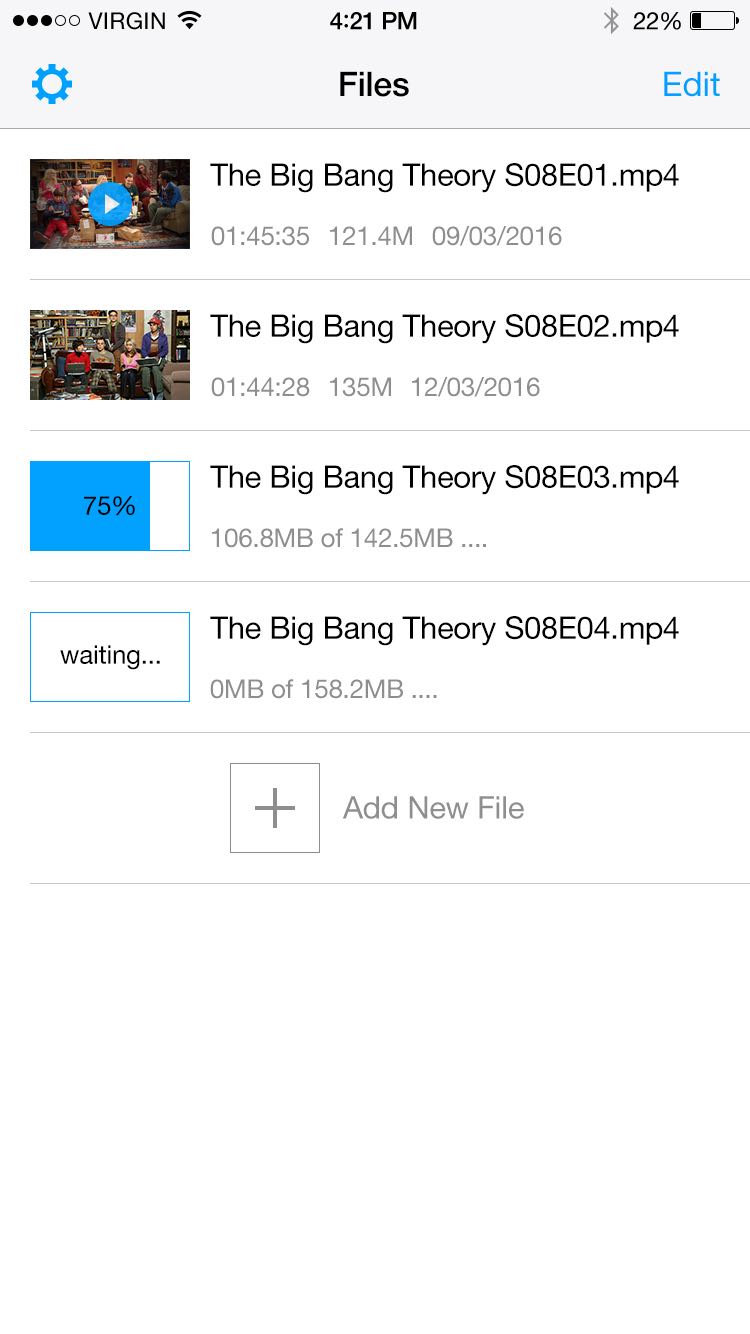 VIRGIN 4:21 PM 22%
Files Edit
The Big Bang Theory S08E01.mp4
01:45:35 121.4M 09/03/2016
The Big Bang Theory S08E02.mp4
01:44:28 135M 12/03/2016
75%
The Big Bang Theory S08E03.mp4
106.8MB of 142.5MB ....
waiting...
The Big Bang Theory S08E04.mp4
0MB of 158.2MB ....
Add New File